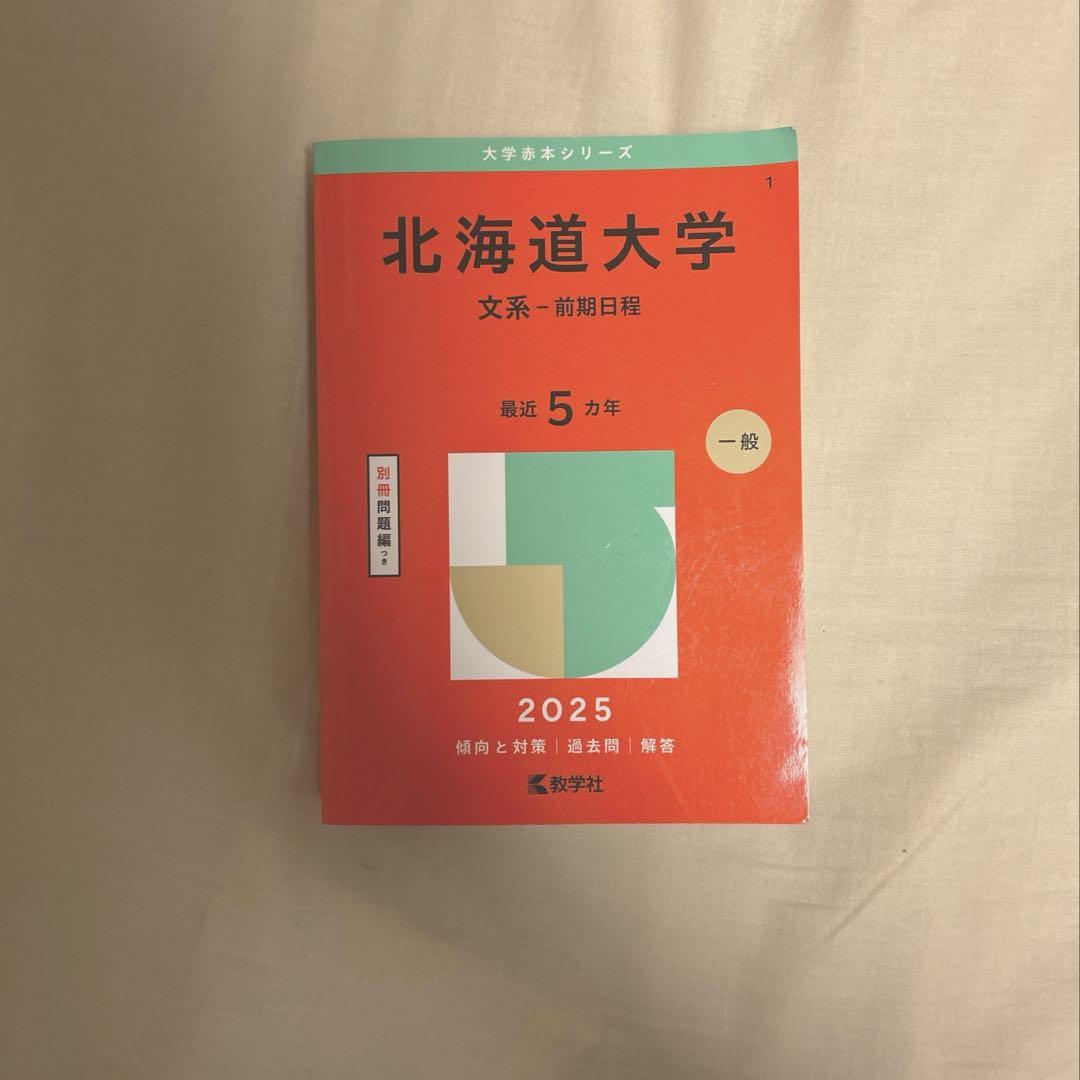 大学赤本シリーズ
1
北海道大学
文系-前期日程
最近5カ年
一般
別冊問題編つき
2025
傾向と対策|過去問|解答
教学社